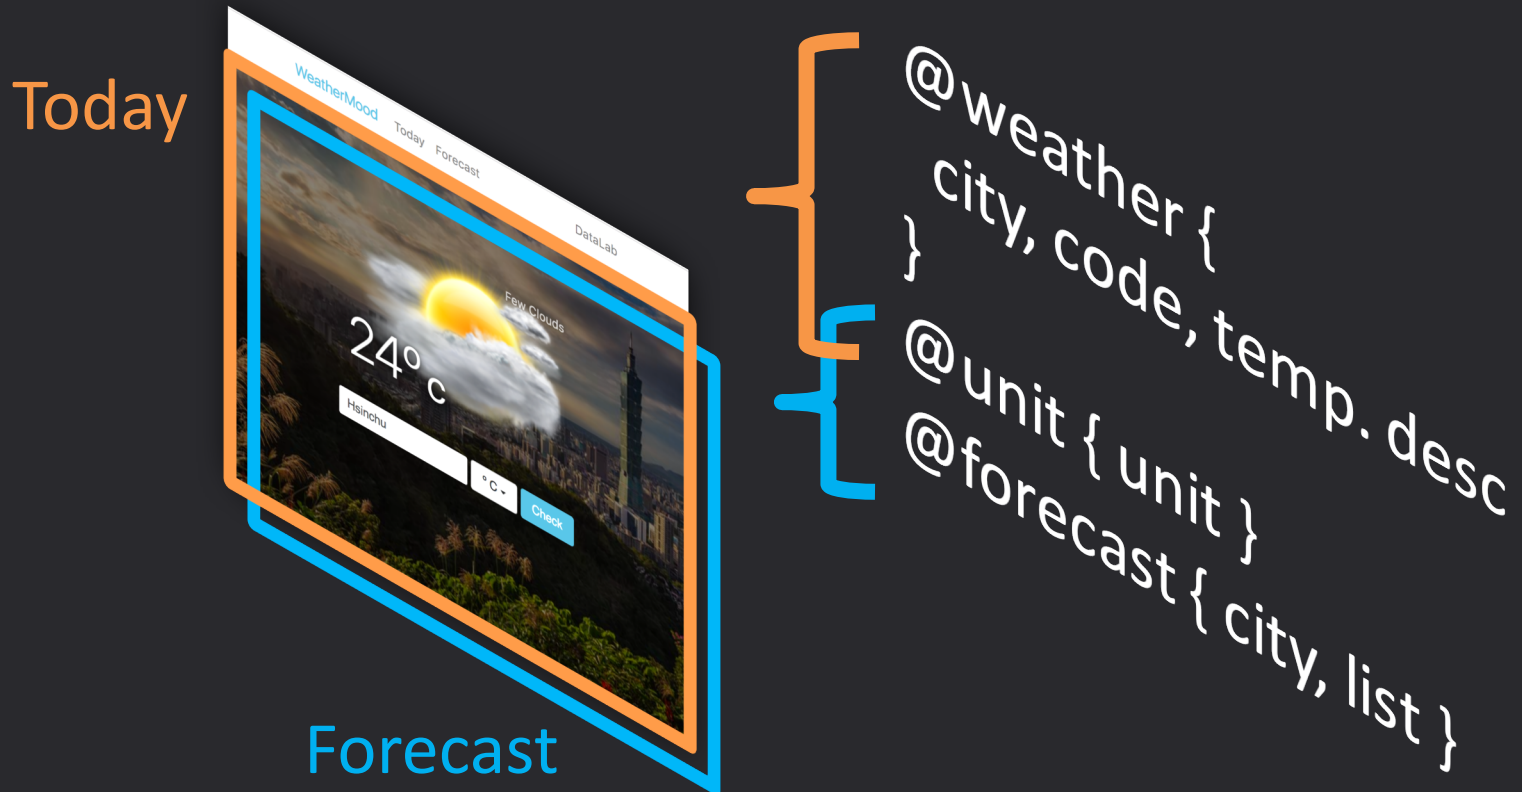 Today
WeatherMood Today Forecast DataLab
Few Clouds
24° c
Hsinchu ° C Check
Forecast
@weather {
city, code, temp. desc
}
@unit { unit }
@forecast { city, list }